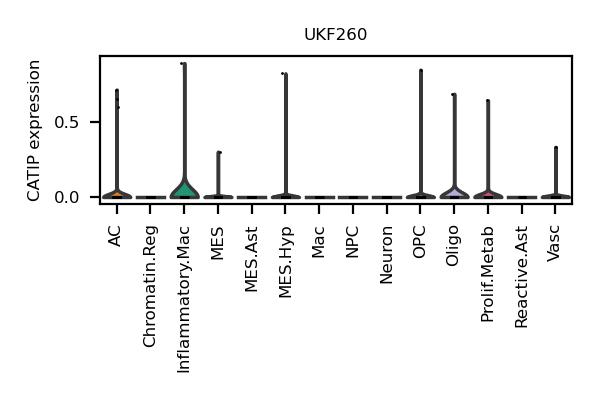 UKF260
CATIP expression
0.5
0.0
AC
Chromatin.Reg
Inflammatory.Mac
MES
MES.Ast
MES.Hyp
Mac
NPC
Neuron
OPC
Oligo
Prolif.Metab
Reactive.Ast
Vasc